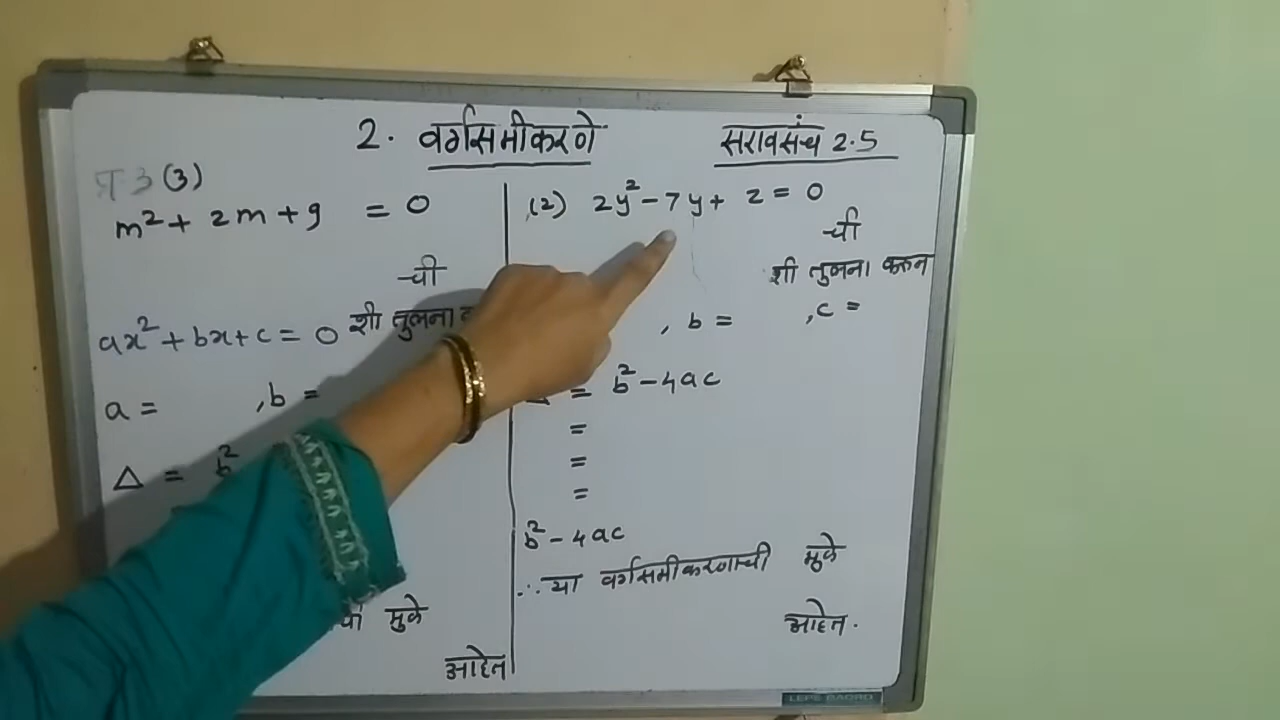 2. वर्गसमीकरणे
सरावसंच 2.5
प्र 3 (3)
m² + 2m + 9 = 0
ची
ax² + bx + c = 0 शी तुलना
a = , b =
Δ = b²
मुळे
आहेत
(2) 2y² - 7y + 2 = 0
ची
शी तुलना करुन
, b = , c =
= b² - 4ac
=
=
=
b² - 4ac
∴ या वर्गसमीकरणाची मुळे
आहेत.